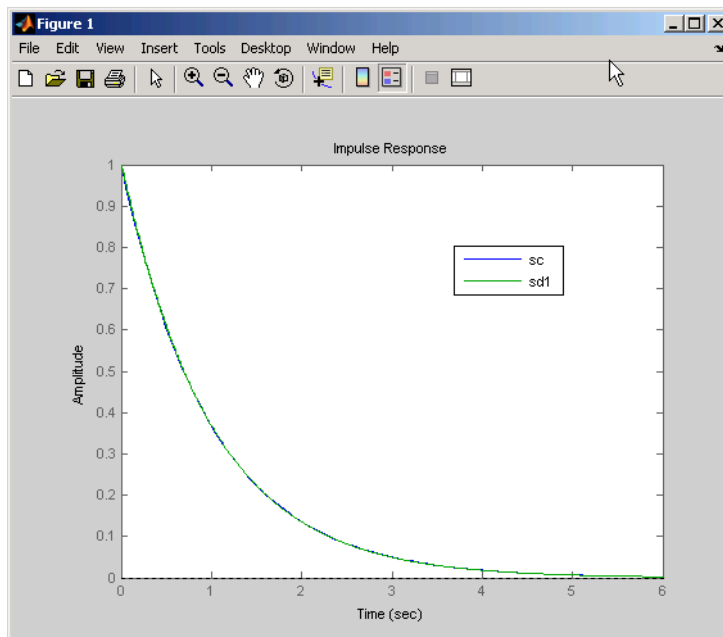 Figure 1
File Edit View Insert Tools Desktop Window Help
Impulse Response
1
0.9
0.8
0.7
0.6
0.5
0.4
0.3
0.2
0.1
0
Amplitude
sc
sd1
0 1 2 3 4 5 6
Time (sec)